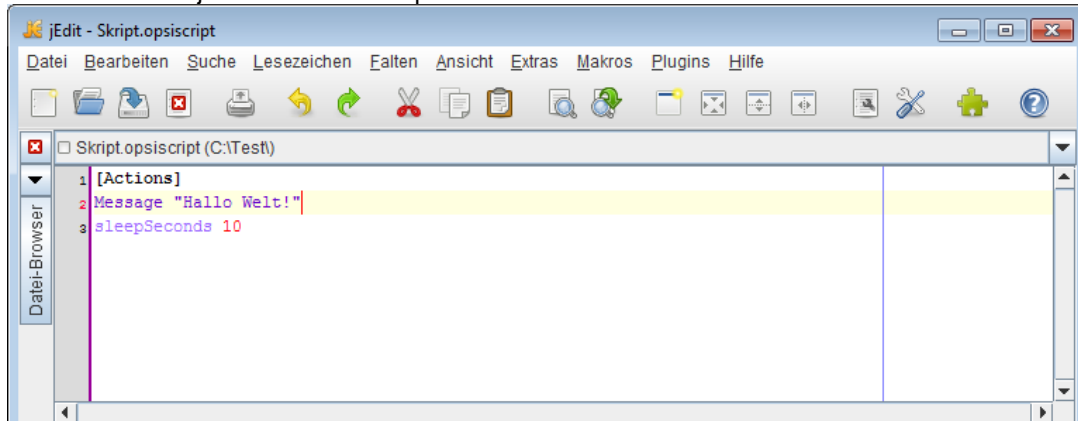 jEdit - Skript.opsiscript
Datei Bearbeiten Suche Lesezeichen Falten Ansicht Extras Makros Plugins Hilfe
Skript.opsiscript (C:\Test\)
Datei-Browser
1 [Actions]
2 Message "Hallo Welt!"
3 sleepSeconds 10